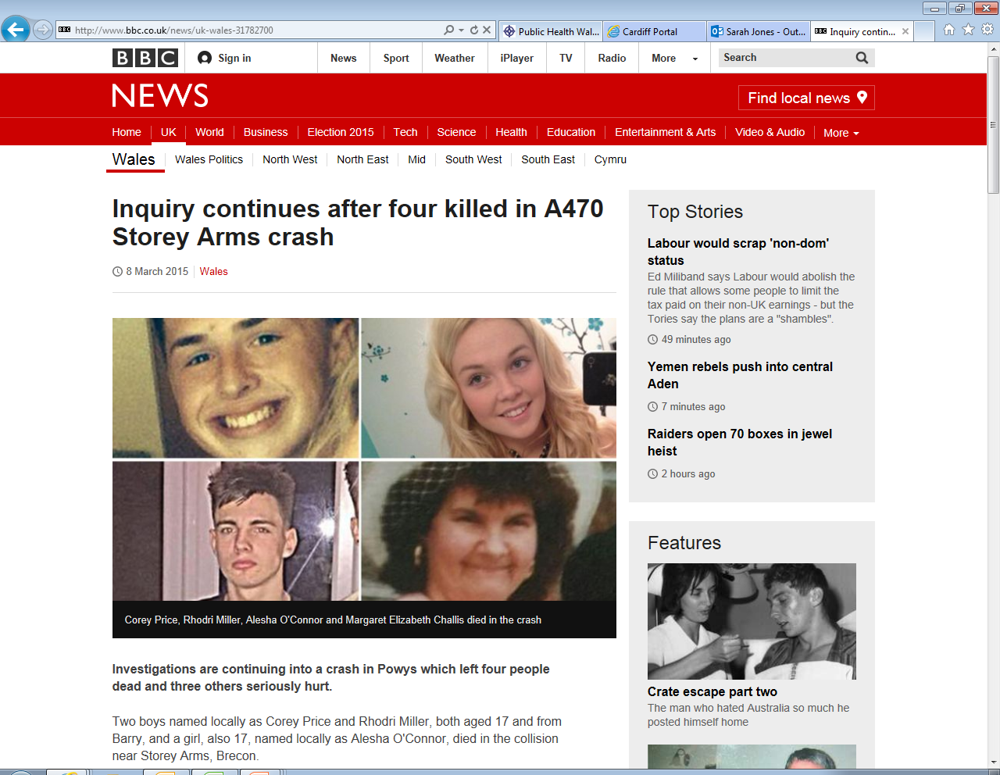 http://www.bbc.co.uk/news/uk-wales-31782700
Public Health Wal...
Cardiff Portal
Sarah Jones - Out...
BBC Inquiry contin...
BBC
Sign in
News
Sport
Weather
iPlayer
TV
Radio
More
Search
NEWS
Find local news
Home
UK
World
Business
Election 2015
Tech
Science
Health
Education
Entertainment & Arts
Video & Audio
More
Wales
Wales Politics
North West
North East
Mid
South West
South East
Cymru
Inquiry continues after four killed in A470
Storey Arms crash
8 March 2015
Wales
Corey Price, Rhodri Miller, Alesha O'Connor and Margaret Elizabeth Challis died in the crash
Investigations are continuing into a crash in Powys which left four people
dead and three others seriously hurt.
Two boys named locally as Corey Price and Rhodri Miller, both aged 17 and from
Barry, and a girl, also 17, named locally as Alesha O'Connor, died in the collision
near Storey Arms, Brecon.
Top Stories
Labour would scrap 'non-dom'
status
Ed Miliband says Labour would abolish the
rule that allows some people to limit the
tax paid on their non-UK earnings - but the
Tories say the plans are a "shambles".
49 minutes ago
Yemen rebels push into central
Aden
7 minutes ago
Raiders open 70 boxes in jewel
heist
2 hours ago
Features
Crate escape part two
The man who hated Australia so much he
posted himself home